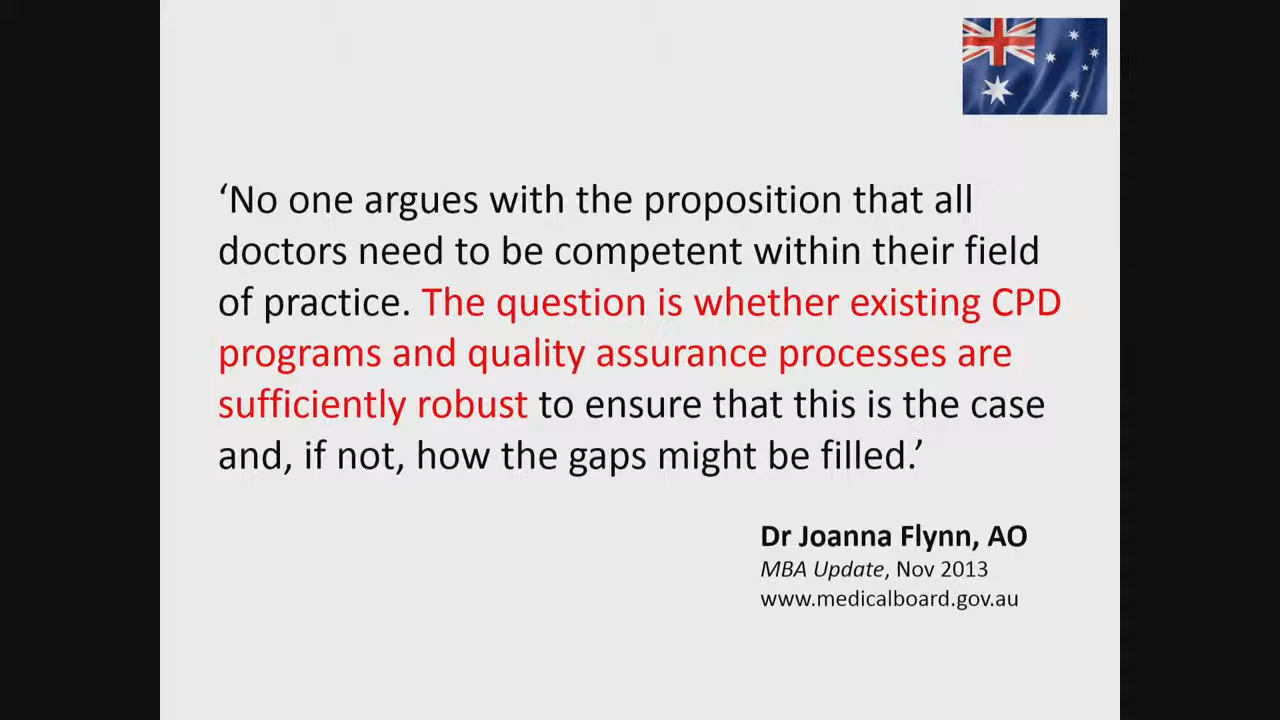 ‘No one argues with the proposition that all
doctors need to be competent within their field
of practice. The question is whether existing CPD
programs and quality assurance processes are
sufficiently robust to ensure that this is the case
and, if not, how the gaps might be filled.’
Dr Joanna Flynn, AO
MBA Update, Nov 2013
www.medicalboard.gov.au